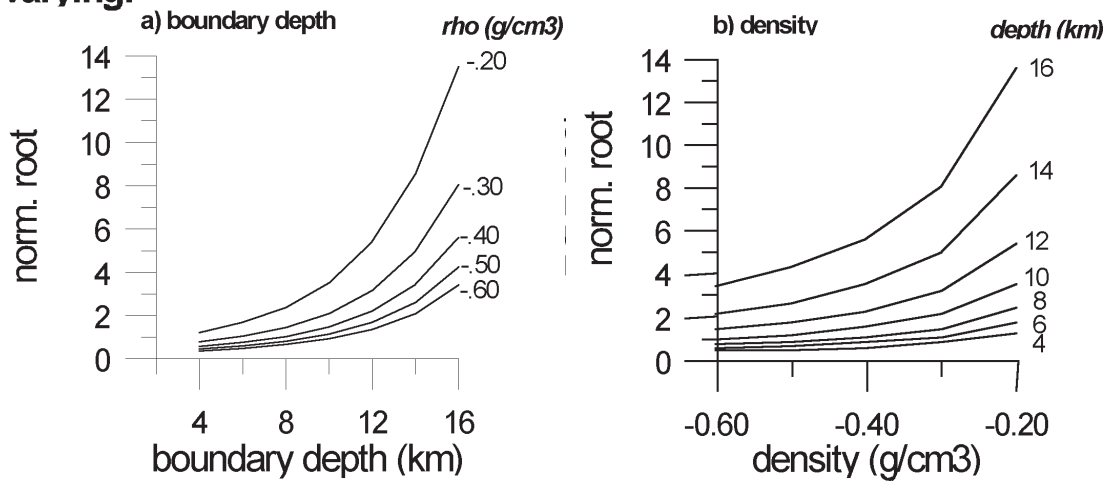 varying.
a) boundary depth
rho (g/cm3)
14
12
10
8
6
4
2
0
norm. root
-.20
-.30
-.40
-.50
-.60
4 8 12 16
boundary depth (km)
b) density
depth (km)
14
12
10
8
6
4
2
0
norm. root
16
14
12
10
8
6
4
-0.60 -0.40 -0.20
density (g/cm3)